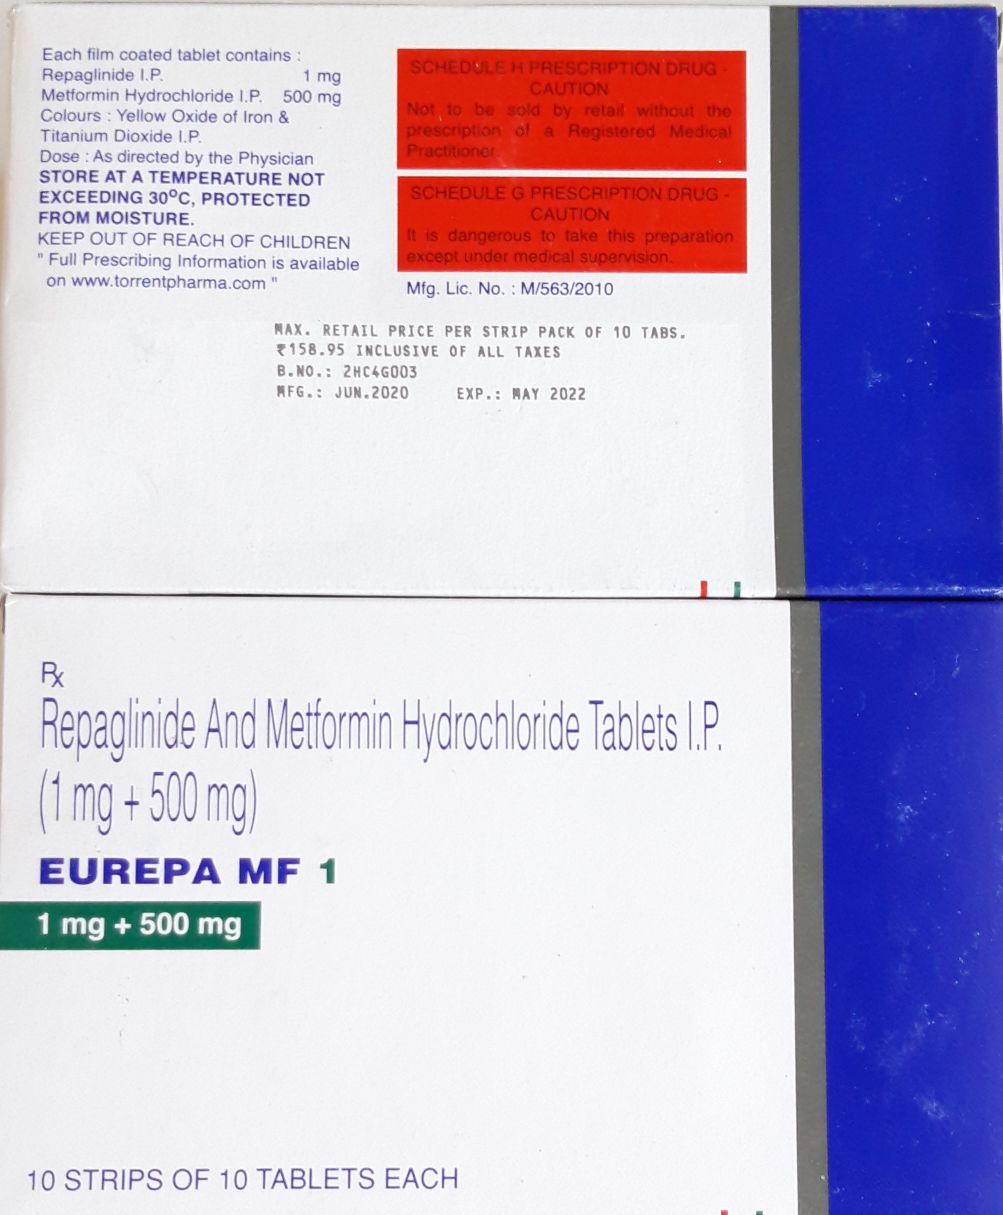 Each film coated tablet contains :
Repaglinide I.P. 1 mg
Metformin Hydrochloride I.P. 500 mg
Colours : Yellow Oxide of Iron &
Titanium Dioxide I.P.
Dose : As directed by the Physician
STORE AT A TEMPERATURE NOT
EXCEEDING 30°C, PROTECTED
FROM MOISTURE.
KEEP OUT OF REACH OF CHILDREN
" Full Prescribing Information is available
on www.torrentpharma.com "
SCHEDULE H PRESCRIPTION DRUG -
CAUTION
Not to be sold by retail without the
prescription of a Registered Medical
Practitioner.
SCHEDULE G PRESCRIPTION DRUG -
CAUTION
It is dangerous to take this preparation
except under medical supervision.
Mfg. Lic. No. : M/563/2010
MAX. RETAIL PRICE PER STRIP PACK OF 10 TABS.
₹158.95 INCLUSIVE OF ALL TAXES
B.NO.: 2HC4G003
MFG.: JUN.2020 EXP.: MAY 2022
Rx
Repaglinide And Metformin Hydrochloride Tablets I.P.
(1 mg + 500 mg)
EUREPA MF 1
1 mg + 500 mg
10 STRIPS OF 10 TABLETS EACH